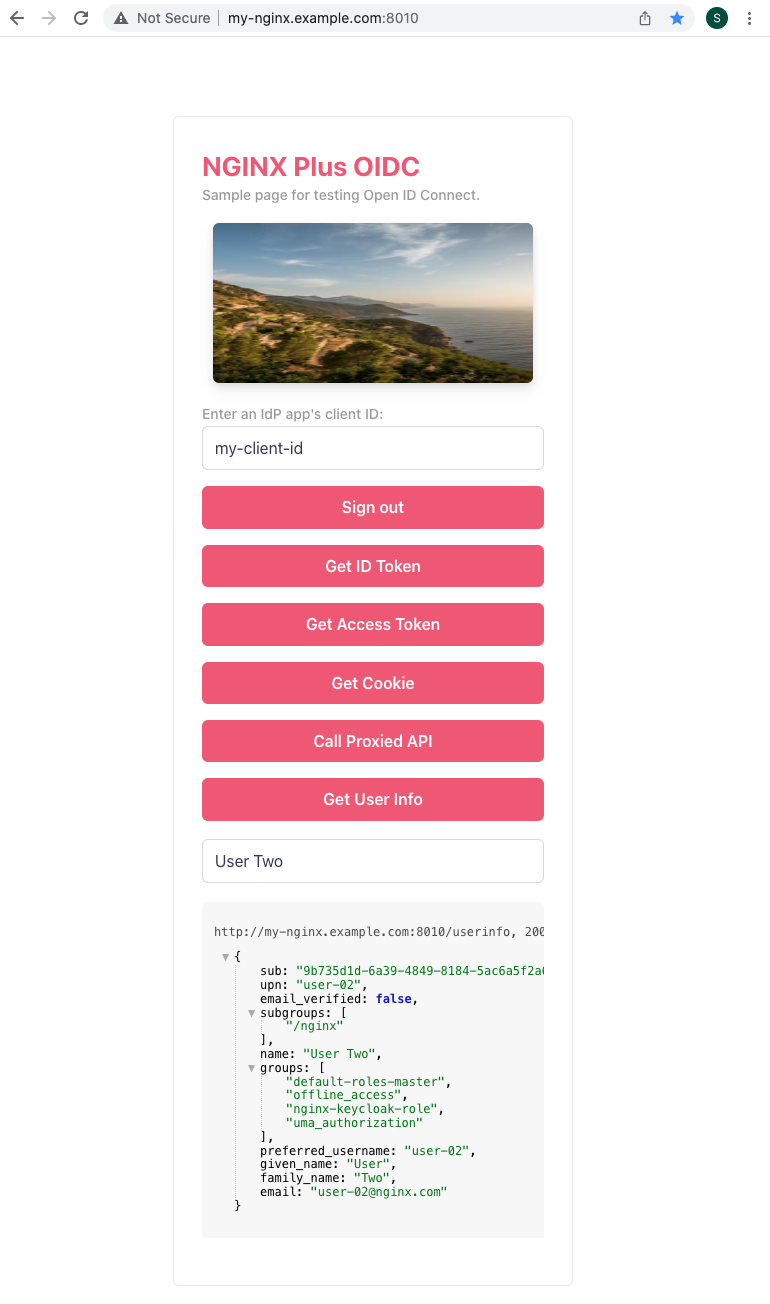 Not Secure my-nginx.example.com:8010
S
NGINX Plus OIDC
Sample page for testing Open ID Connect.
Enter an IdP app's client ID:
my-client-id
Sign out
Get ID Token
Get Access Token
Get Cookie
Call Proxied API
Get User Info
User Two
http://my-nginx.example.com:8010/userinfo, 200
{
sub: "9b735d1d-6a39-4849-8184-5ac6a5f2a
upn: "user-02",
email_verified: false,
subgroups: [
"/nginx"
],
name: "User Two",
groups: [
"default-roles-master",
"offline_access",
"nginx-keycloak-role",
"uma_authorization"
],
preferred_username: "user-02",
given_name: "User",
family_name: "Two",
email: "user-02@nginx.com"
}